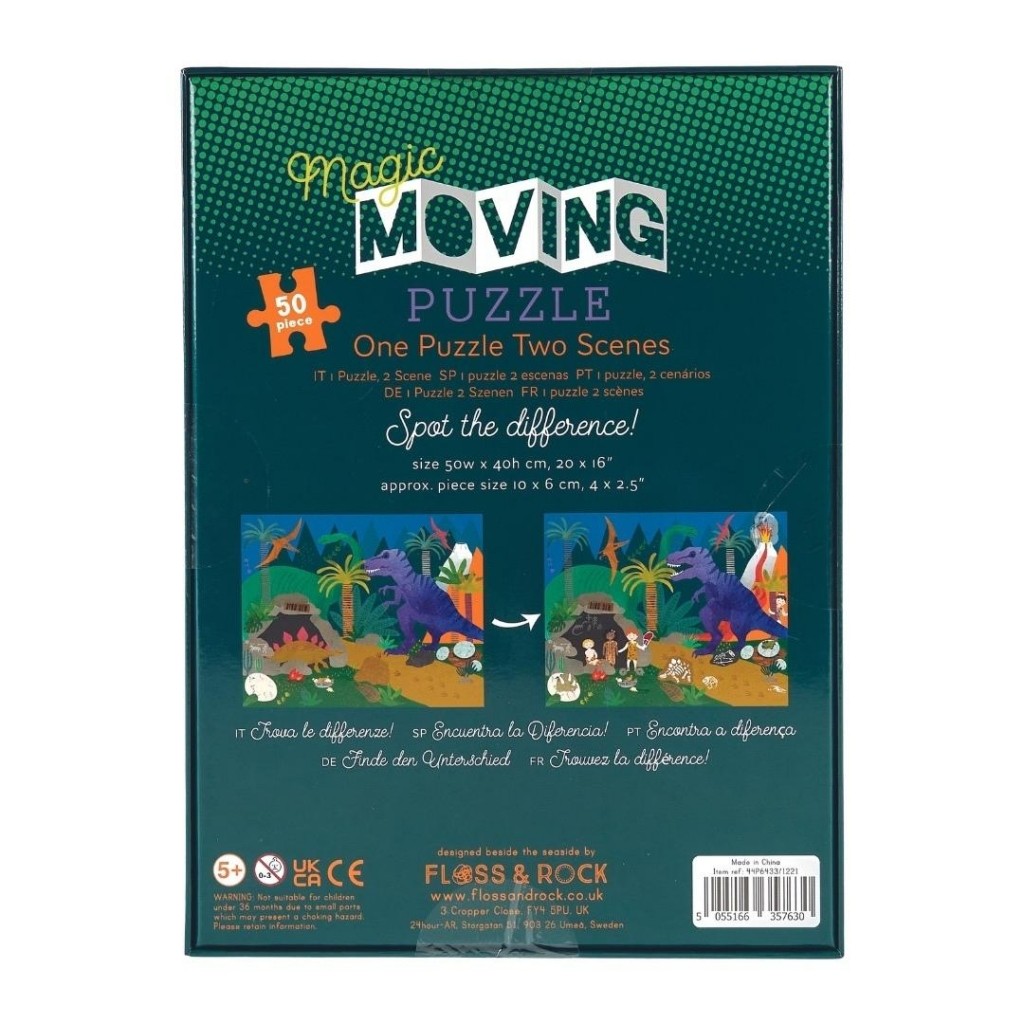 Magic
MOVING
PUZZLE
50
piece
One Puzzle Two Scenes
IT 1 Puzzle, 2 Scene SP 1 puzzle 2 escenas PT 1 puzzle, 2 cenários
DE 1 Puzzle 2 Szenen FR 1 puzzle 2 scènes
Spot the difference!
size 50w x 40h cm, 20 x 16"
approx. piece size 10 x 6 cm, 4 x 2.5"
IT Trova le differenze! SP Encuentra la Diferencia! PT Encontra a diferença
DE Finde den Unterschied FR Trouvez la différence!
5+ 0-3 UK CA CE
WARNING: Not suitable for children
under 36 months due to small parts
which may present a choking hazard.
Please retain information.
designed beside the seaside by
FLOSS & ROCK
www.flossandrock.co.uk
3 Cropper Close, FY4 5PU, UK
24hour-AR, Storgatan 51, 903 26 Umeå, Sweden
Made in China
Item ref: 44P6433/1221
5 055166 357630